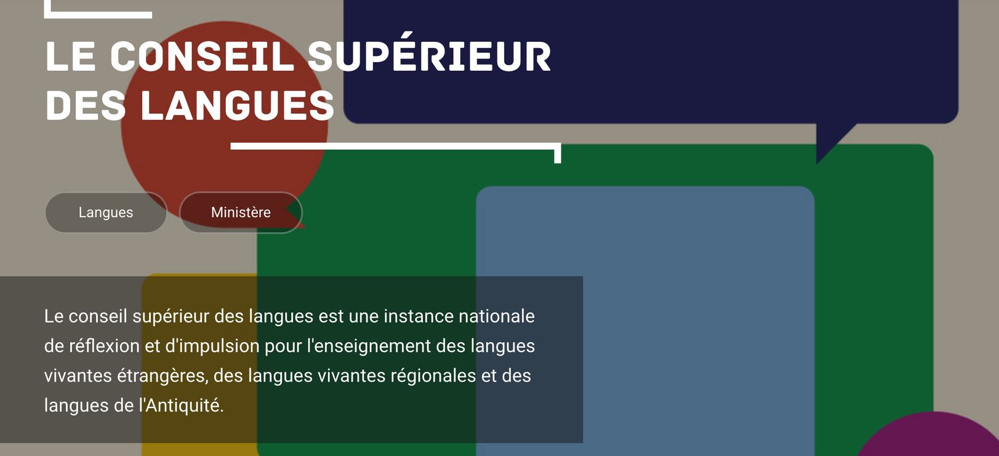 LE CONSEIL SUPÉRIEUR
DES LANGUES
Langues
Ministère
Le conseil supérieur des langues est une instance nationale
de réflexion et d'impulsion pour l'enseignement des langues
vivantes étrangères, des langues vivantes régionales et des
langues de l'Antiquité.